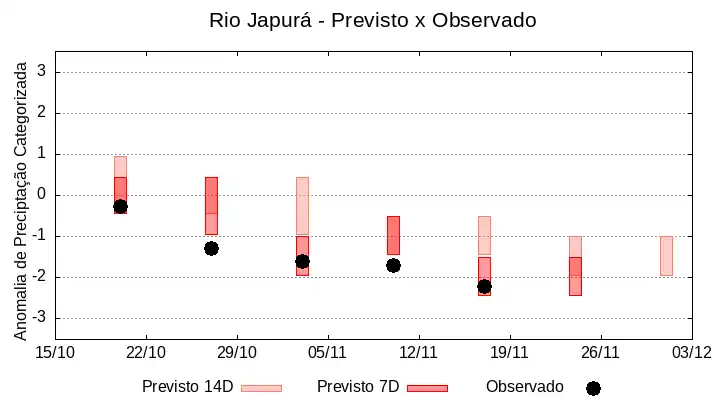 Rio Japurá - Previsto x Observado
Anomalia de Preciptação Categorizada
3
2
1
0
-1
-2
-3
15/10 22/10 29/10 05/11 12/11 19/11 26/11 03/12
Previsto 14D Previsto 7D Observado